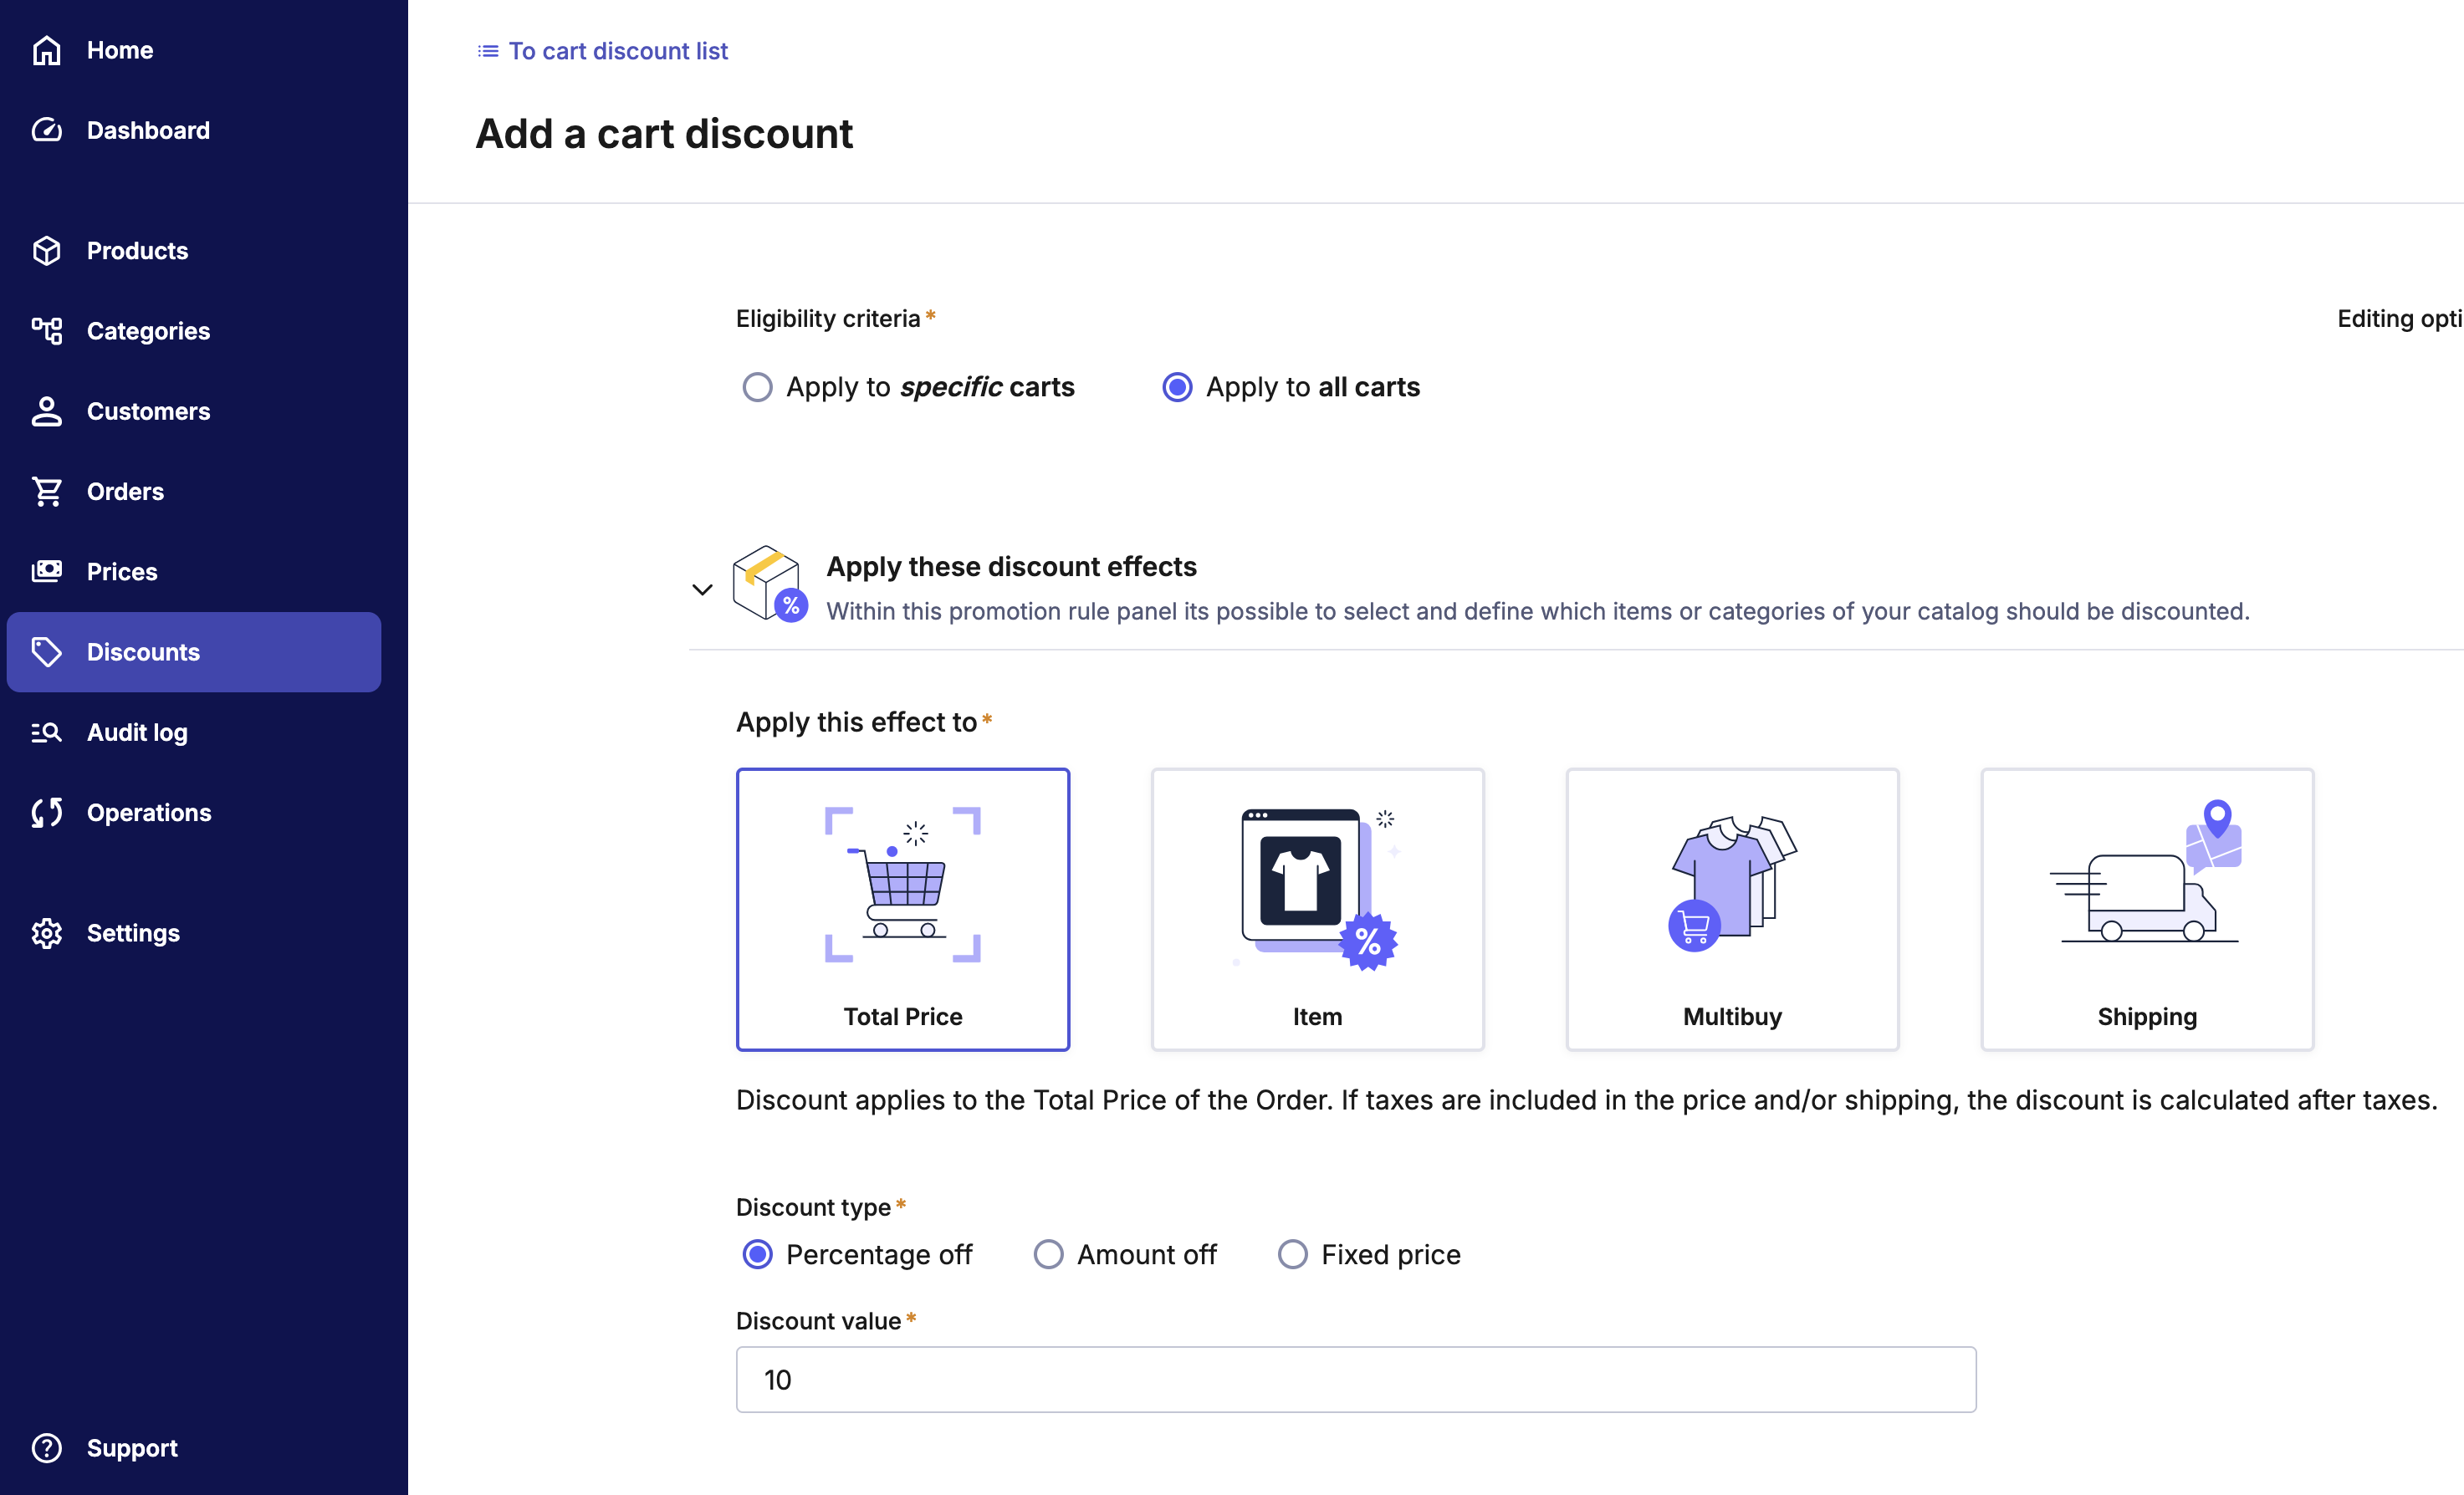 Home
Dashboard
Products
Categories
Customers
Orders
Prices
Discounts
Audit log
Operations
Settings
Support
To cart discount list
Add a cart discount
Eligibility criteria*
Editing opti
Apply to specific carts
Apply to all carts
Apply these discount effects
%
Within this promotion rule panel its possible to select and define which items or categories of your catalog should be discounted.
Apply this effect to*
%
Total Price
Item
Multibuy
Shipping
Discount applies to the Total Price of the Order. If taxes are included in the price and/or shipping, the discount is calculated after taxes.
Discount type*
Percentage off
Amount off
Fixed price
Discount value*
10